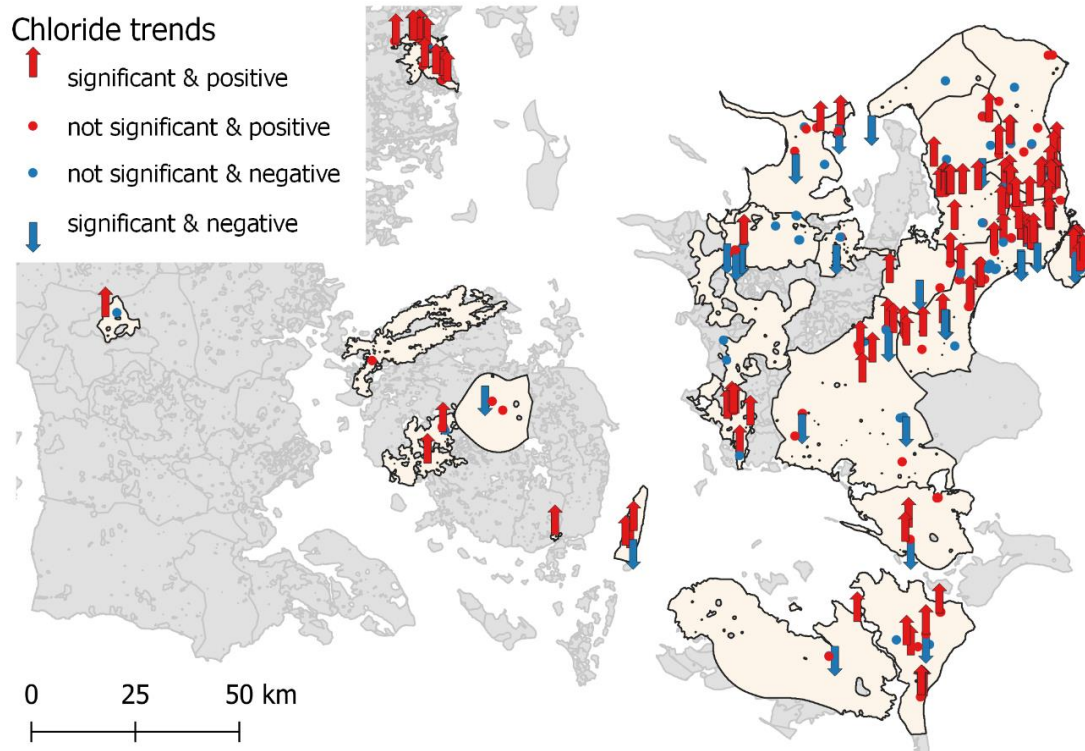 Chloride trends
significant & positive
not significant & positive
not significant & negative
significant & negative
0 25 50 km